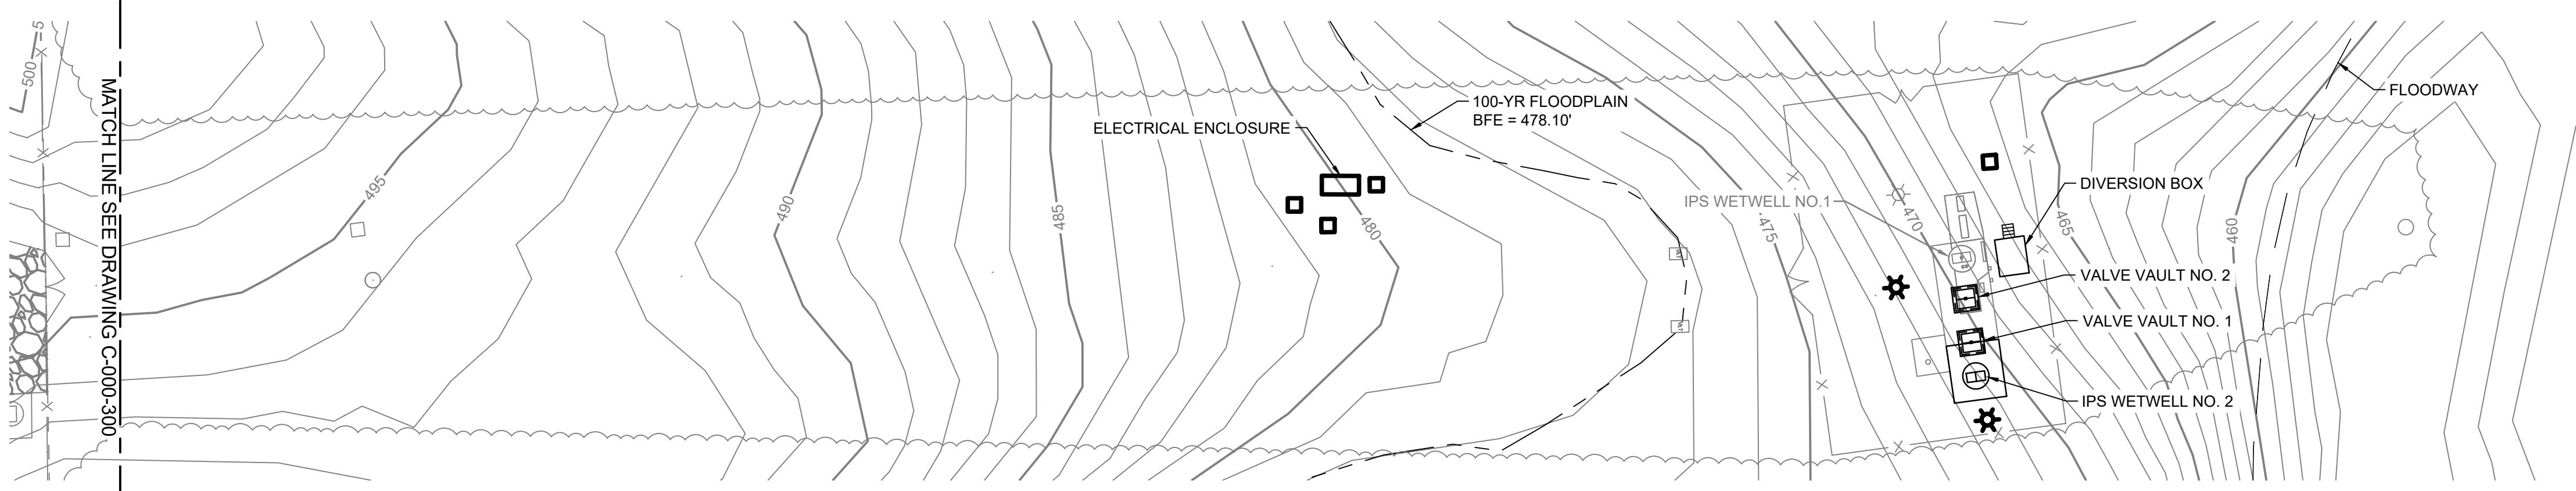 5
500
MATCH LINE SEE DRAWING C-000-300
495
490
485
ELECTRICAL ENCLOSURE
480
100-YR FLOODPLAIN
BFE = 478.10'
IPS WETWELL NO.1
475
470
465
460
FLOODWAY
DIVERSION BOX
VALVE VAULT NO. 2
VALVE VAULT NO. 1
IPS WETWELL NO. 2